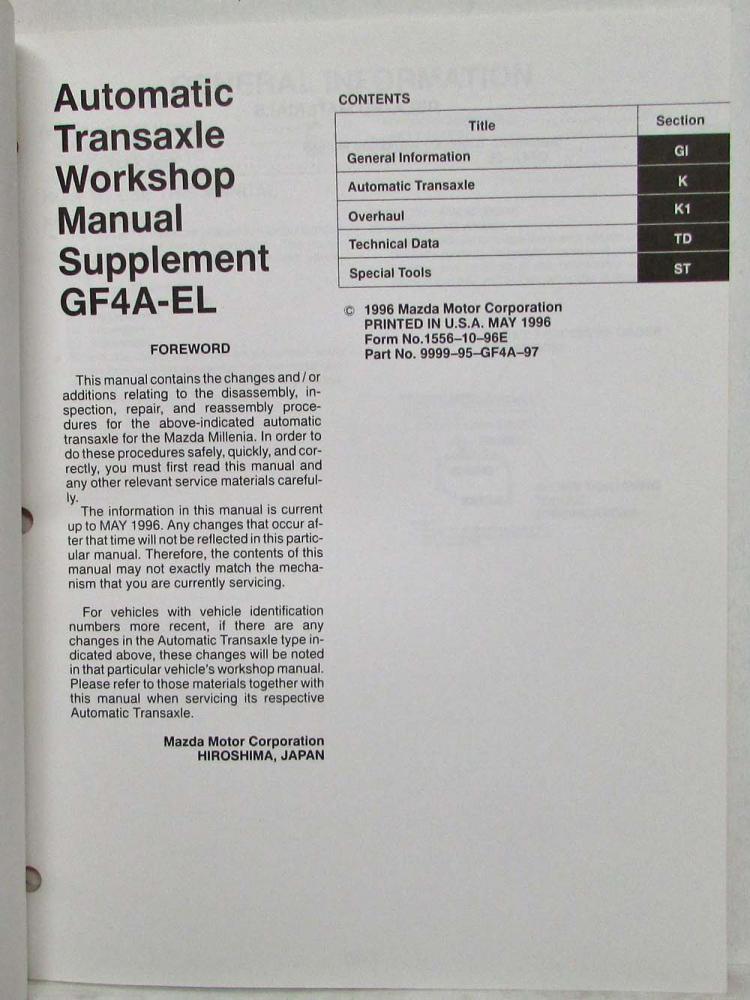 Automatic
Transaxle
Workshop
Manual
Supplement
GF4A-EL
FOREWORD
This manual contains the changes and/or
additions relating to the disassembly, in-
spection, repair, and reassembly proce-
dures for the above-indicated automatic
transaxle for the Mazda Millenia. In order to
do these procedures safely, quickly, and cor-
rectly, you must first read this manual and
any other relevant service materials careful-
ly.
The information in this manual is current
up to MAY 1996. Any changes that occur af-
ter that time will not be reflected in this partic-
ular manual. Therefore, the contents of this
manual may not exactly match the mecha-
nism that you are currently servicing.
For vehicles with vehicle identification
numbers more recent, if there are any
changes in the Automatic Transaxle type in-
dicated above, these changes will be noted
in that particular vehicle's workshop manual.
Please refer to those materials together with
this manual when servicing its respective
Automatic Transaxle.
Mazda Motor Corporation
HIROSHIMA, JAPAN
CONTENTS
Title Section
General Information GI
Automatic Transaxle K
Overhaul K1
Technical Data TD
Special Tools ST
© 1996 Mazda Motor Corporation
PRINTED IN U.S.A. MAY 1996
Form No.1556–10–96E
Part No. 9999–95–GF4A–97